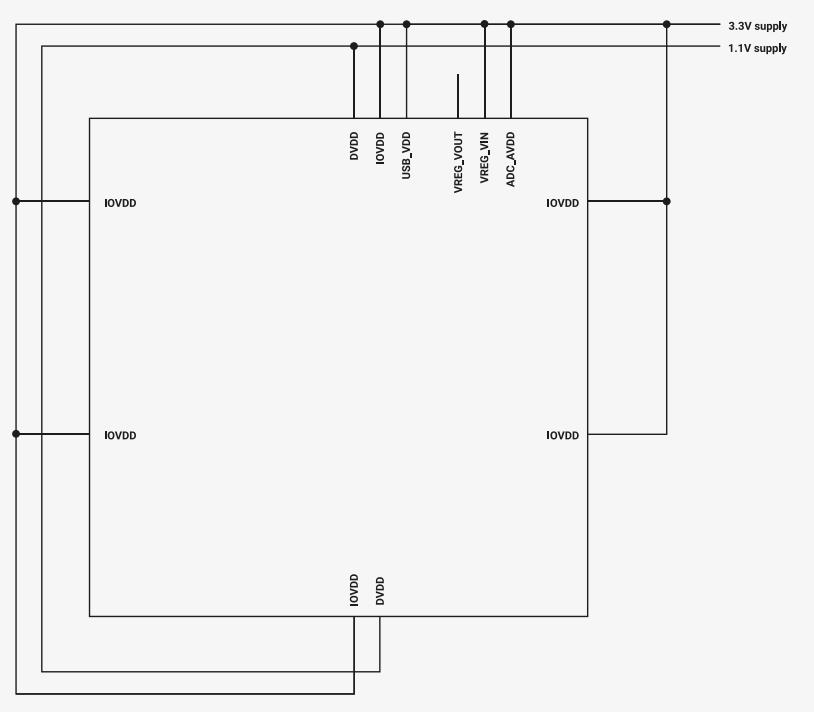 3.3V supply
1.1V supply
DVDD
IOVDD
USB_VDD
VREG_VOUT
VREG_VIN
ADC_AVDD
IOVDD
IOVDD
IOVDD
IOVDD
IOVDD
DVDD